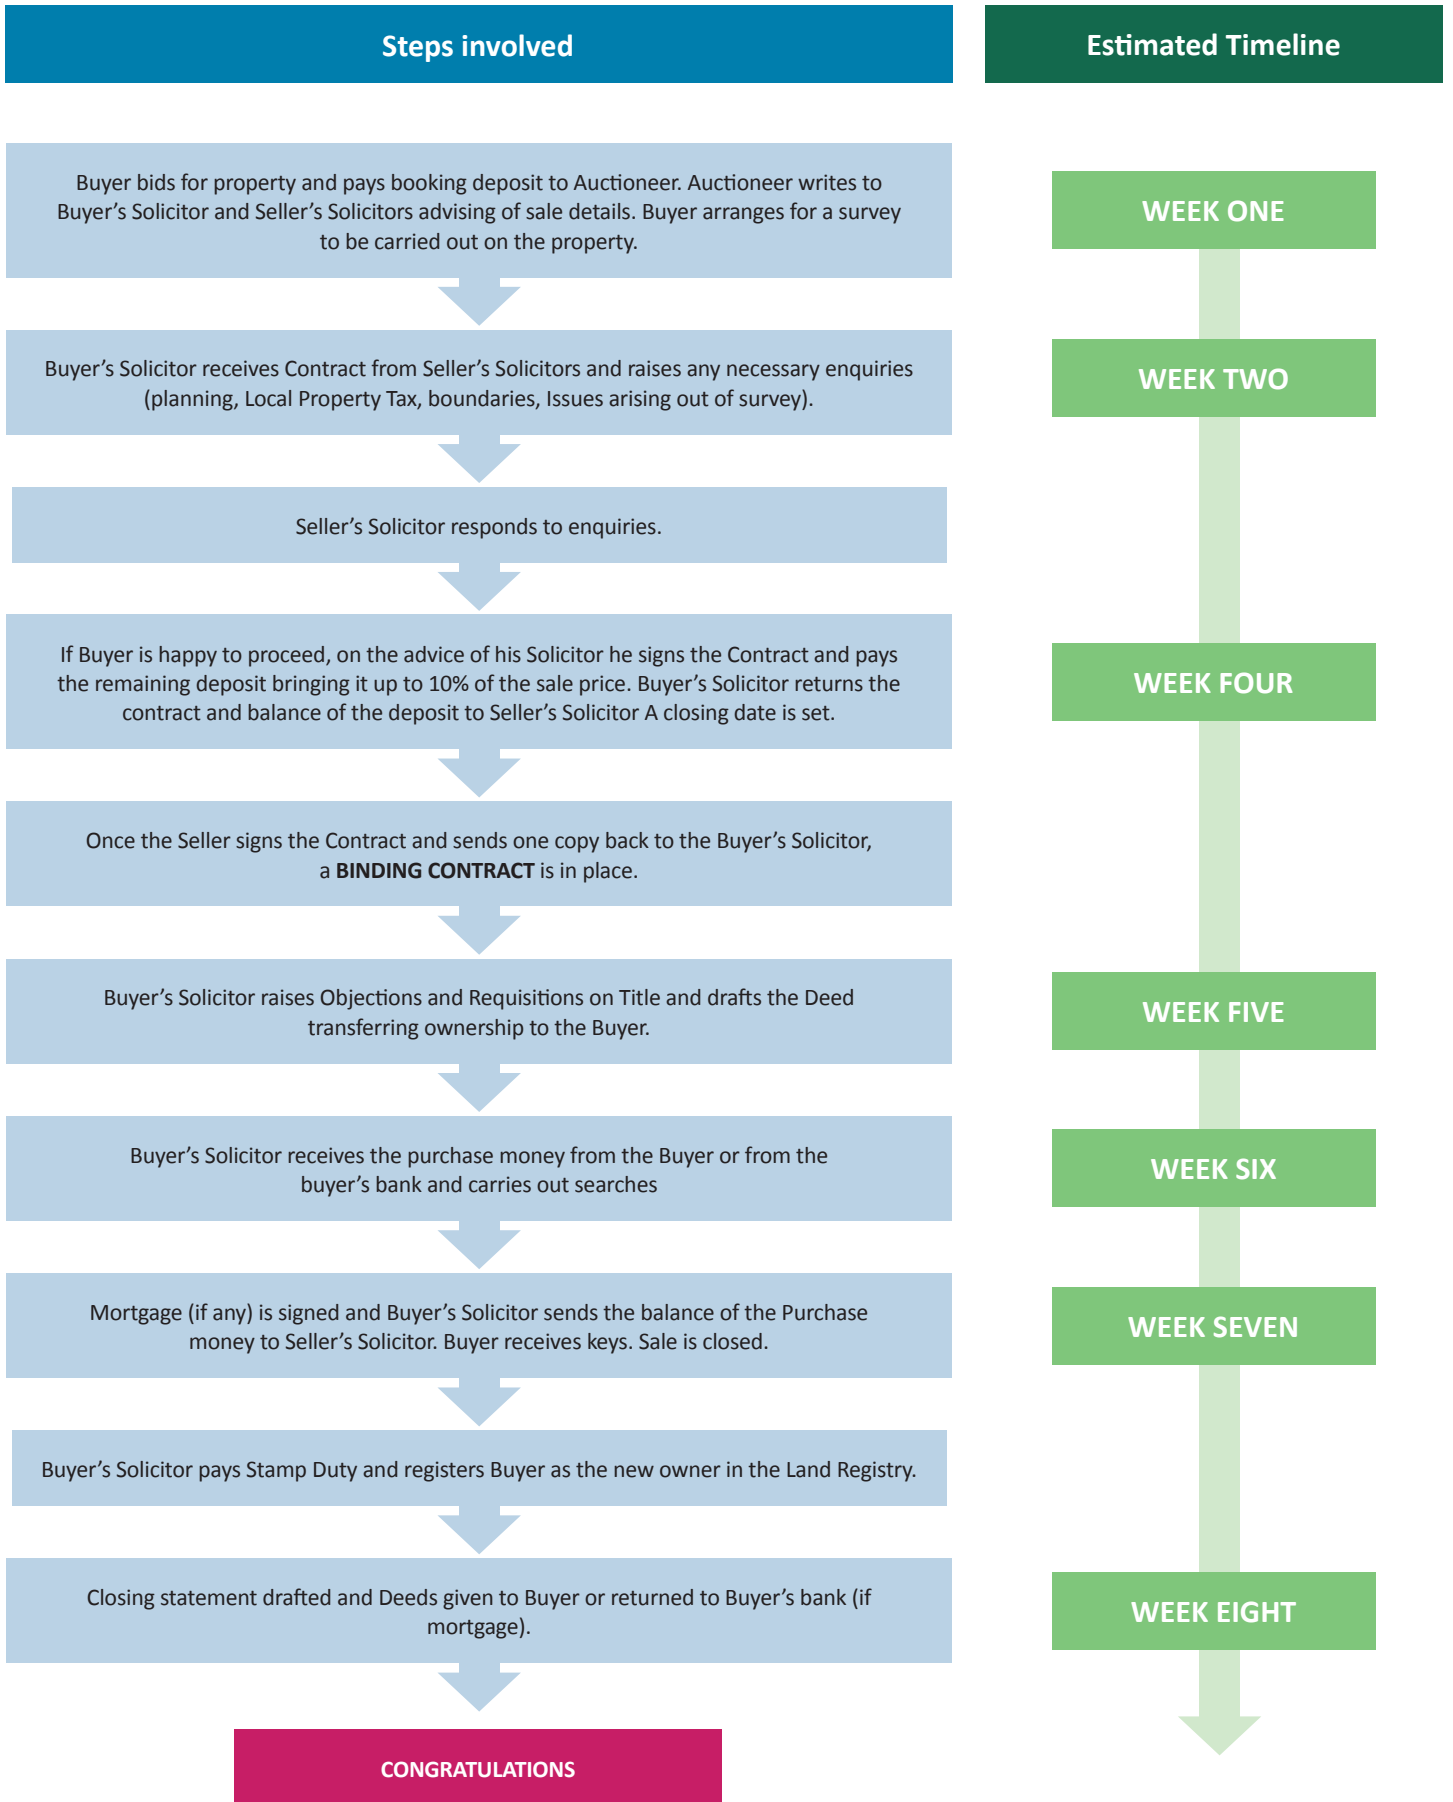 Steps involved
Estimated Timeline
Buyer bids for property and pays booking deposit to Auctioneer. Auctioneer writes to
Buyer’s Solicitor and Seller’s Solicitors advising of sale details. Buyer arranges for a survey
to be carried out on the property.
WEEK ONE
Buyer’s Solicitor receives Contract from Seller’s Solicitors and raises any necessary enquiries
(planning, Local Property Tax, boundaries, Issues arising out of survey).
WEEK TWO
Seller’s Solicitor responds to enquiries.
If Buyer is happy to proceed, on the advice of his Solicitor he signs the Contract and pays
the remaining deposit bringing it up to 10% of the sale price. Buyer’s Solicitor returns the
contract and balance of the deposit to Seller’s Solicitor A closing date is set.
WEEK FOUR
Once the Seller signs the Contract and sends one copy back to the Buyer’s Solicitor,
a BINDING CONTRACT is in place.
Buyer’s Solicitor raises Objections and Requisitions on Title and drafts the Deed
transferring ownership to the Buyer.
WEEK FIVE
Buyer’s Solicitor receives the purchase money from the Buyer or from the
buyer’s bank and carries out searches
WEEK SIX
Mortgage (if any) is signed and Buyer’s Solicitor sends the balance of the Purchase
money to Seller’s Solicitor. Buyer receives keys. Sale is closed.
WEEK SEVEN
Buyer’s Solicitor pays Stamp Duty and registers Buyer as the new owner in the Land Registry.
Closing statement drafted and Deeds given to Buyer or returned to Buyer’s bank (if
mortgage).
WEEK EIGHT
CONGRATULATIONS